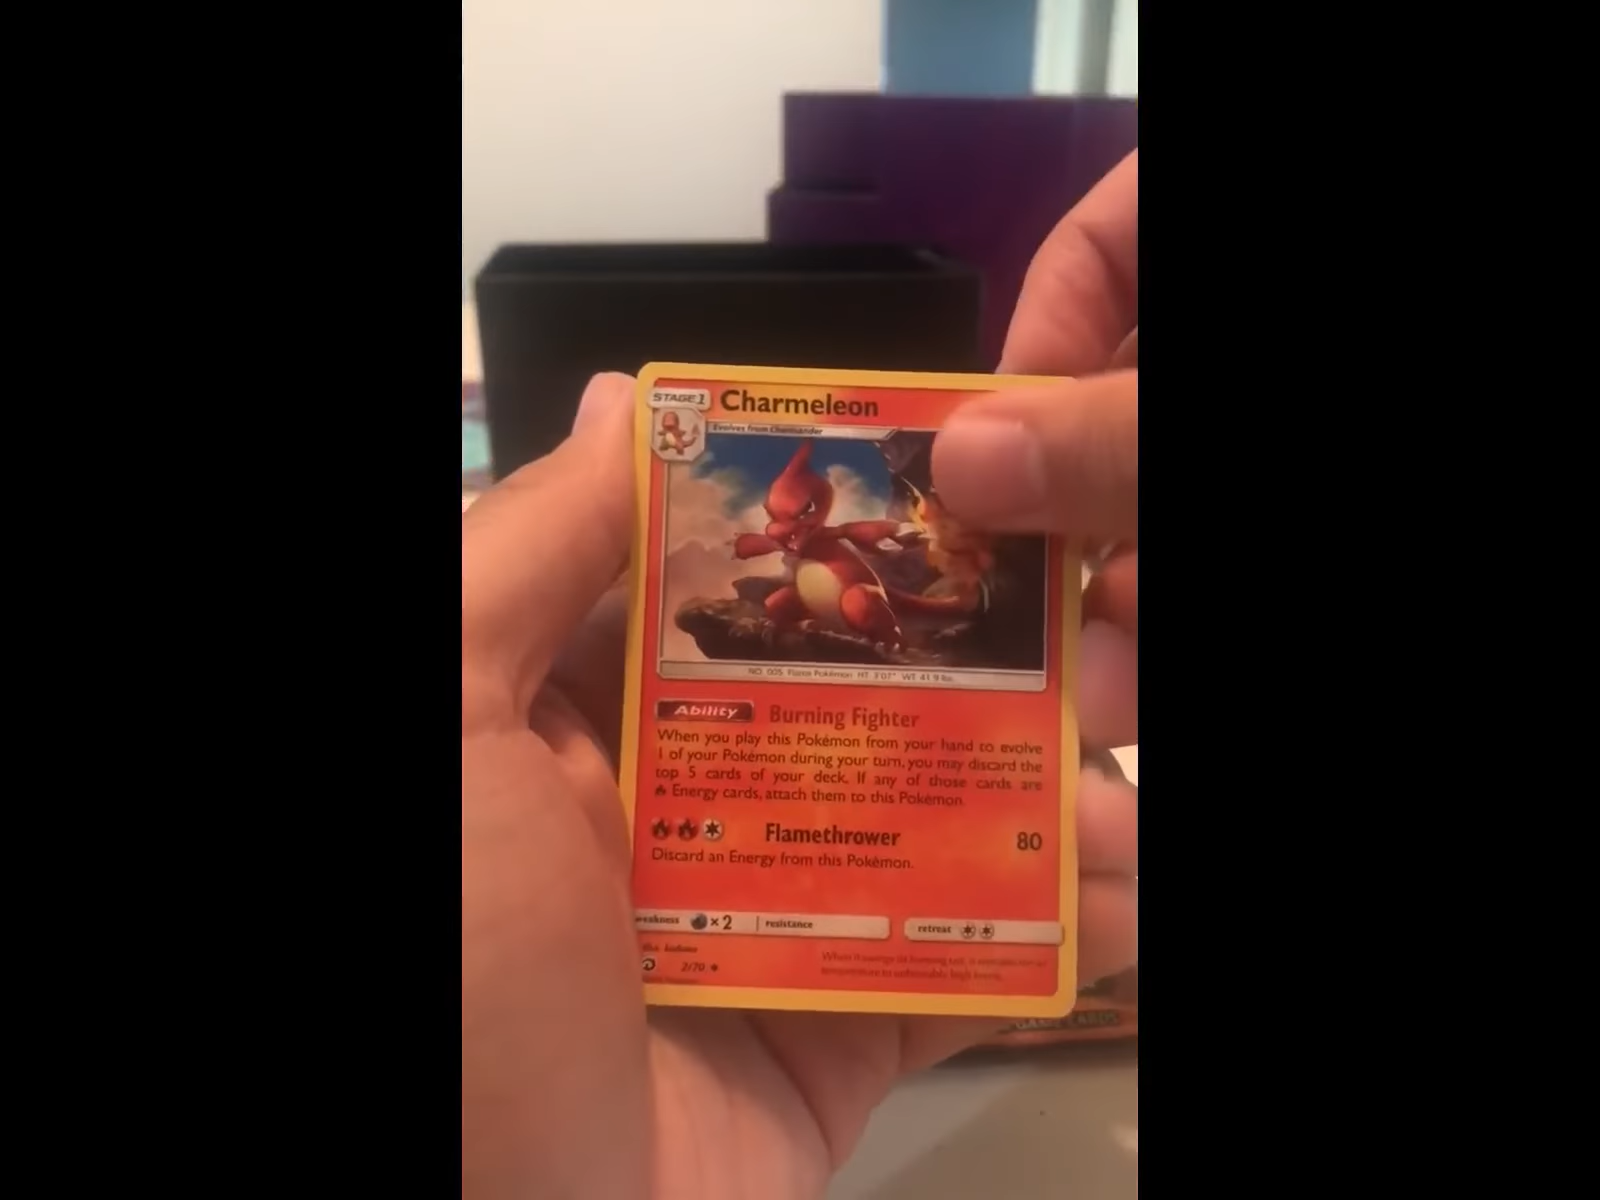 STAGE 1 Charmeleon
Evolves from Charmander
NO. 005 Flame Pokémon HT 3'07" WT 41.9 lbs.
Ability Burning Fighter
When you play this Pokémon from your hand to evolve
1 of your Pokémon during your turn, you may discard the
top 5 cards of your deck. If any of those cards are
Energy cards, attach them to this Pokémon.
Flamethrower 80
Discard an Energy from this Pokémon.
weakness ×2 resistance retreat
2/70
GAME CARDS